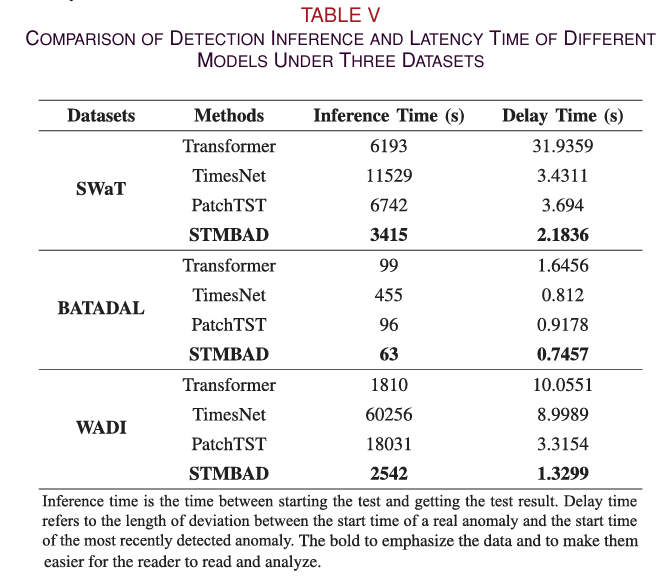 TABLE V
COMPARISON OF DETECTION INFERENCE AND LATENCY TIME OF DIFFERENT
MODELS UNDER THREE DATASETS
Datasets Methods Inference Time (s) Delay Time (s)
SWaT
Transformer 6193 31.9359
TimesNet 11529 3.4311
PatchTST 6742 3.694
STMBAD 3415 2.1836
BATADAL
Transformer 99 1.6456
TimesNet 455 0.812
PatchTST 96 0.9178
STMBAD 63 0.7457
WADI
Transformer 1810 10.0551
TimesNet 60256 8.9989
PatchTST 18031 3.3154
STMBAD 2542 1.3299
Inference time is the time between starting the test and getting the test result. Delay time
refers to the length of deviation between the start time of a real anomaly and the start time
of the most recently detected anomaly. The bold to emphasize the data and to make them
easier for the reader to read and analyze.